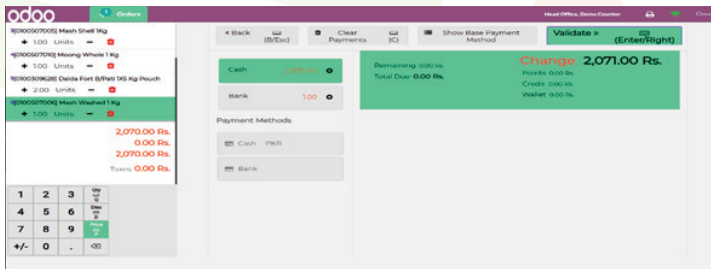 odoo
Orders
Head Office, Demo Counter
[0100507005] Mash Shell 1Kg
+ 1.00 Units −
[0100507010] Moong Whole 1 Kg
+ 1.00 Units −
[0100309628] Dalda Fort B/Pati 1X5 Kg Pouch
+ 2.00 Units −
[0100507006] Mash Washed 1 Kg
+ 1.00 Units −
2,070.00 Rs.
0.00 Rs.
2,070.00 Rs.
Taxes: 0.00 Rs.
1 2 3 Qty
4 5 6 Disc
7 8 9 Price
+/- 0 .
< Back (B/Esc)
Clear Payments (C)
Show Base Payment Method
Validate » (Enter/Right)
Cash
Bank 1.00
Payment Methods
Cash PKR
Bank
Remaining 0.00 Rs.
Total Due 0.00 Rs.
Change 2,071.00 Rs.
Points 0.00 Rs.
Credit 0.00 Rs.
Wallet 0.00 Rs.